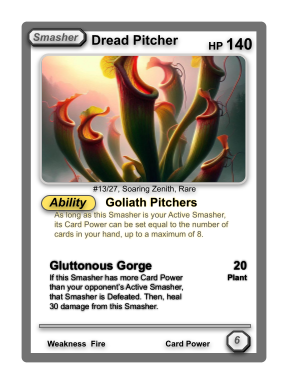 Smasher Dread Pitcher HP 140
#13/27, Soaring Zenith, Rare
Ability Goliath Pitchers
As long as this Smasher is your Active Smasher,
its Card Power can be set equal to the number of
cards in your hand, up to a maximum of 8.
Gluttonous Gorge 20
If this Smasher has more Card Power Plant
than your opponent's Active Smasher,
that Smasher is Defeated. Then, heal
30 damage from this Smasher.
Weakness Fire Card Power 6